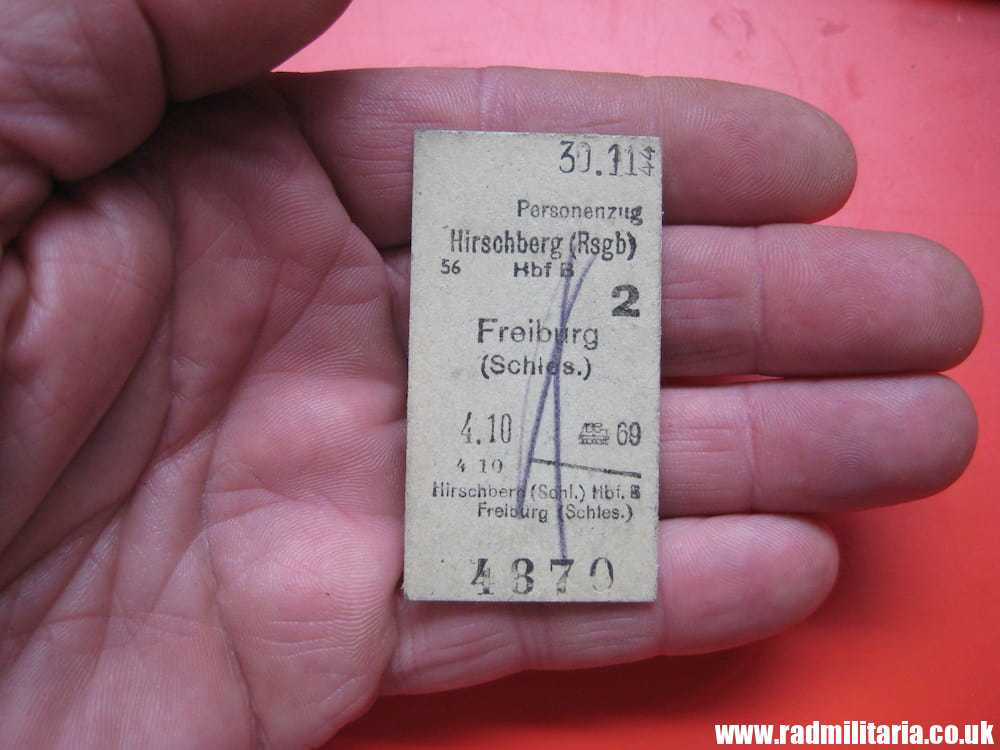 30.11 44
Personenzug
Hirschberg (Rsgb)
56 Hbf B
2
Freiburg
(Schles.)
4.10 69
4 10
Hirschberg (Schl.) Hbf. B
Freiburg (Schles.)
4870
www.radmilitaria.co.uk